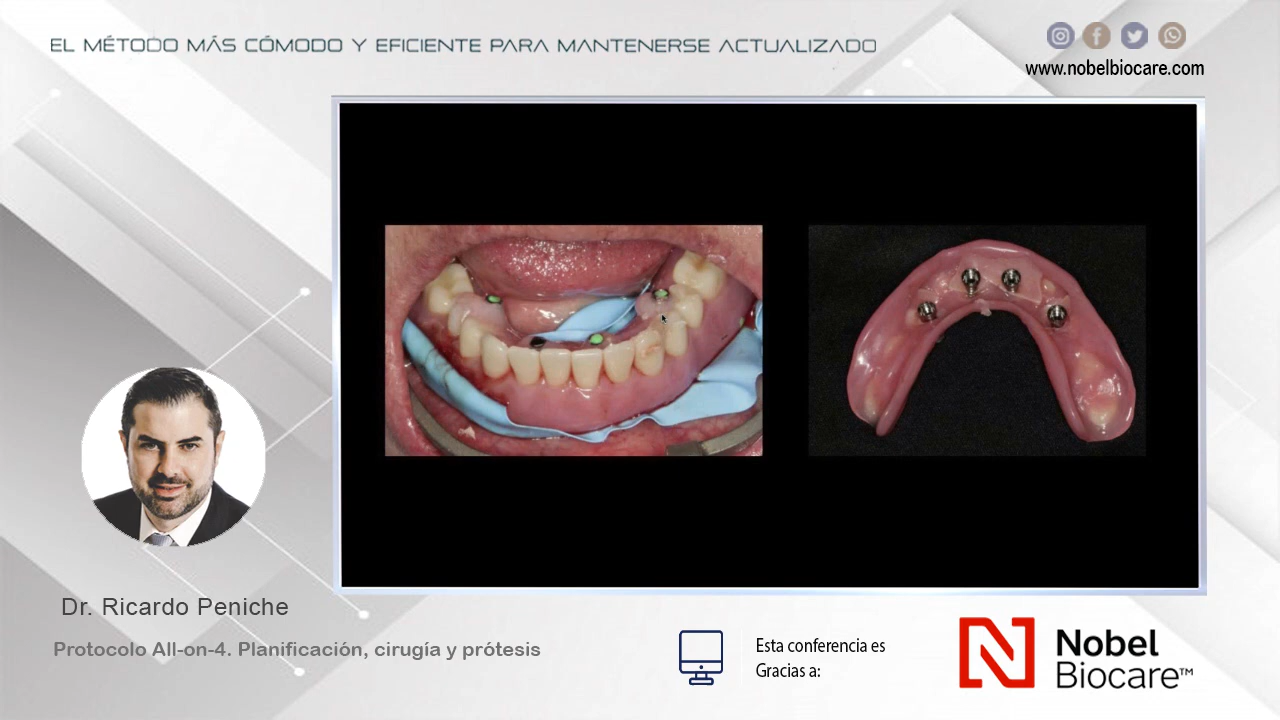 EL MÉTODO MÁS CÓMODO Y EFICIENTE PARA MANTENERSE ACTUALIZADO
www.nobelbiocare.com
Dr. Ricardo Peniche
Protocolo All-on-4. Planificación, cirugía y prótesis
Esta conferencia es
Gracias a:
Nobel
Biocare™